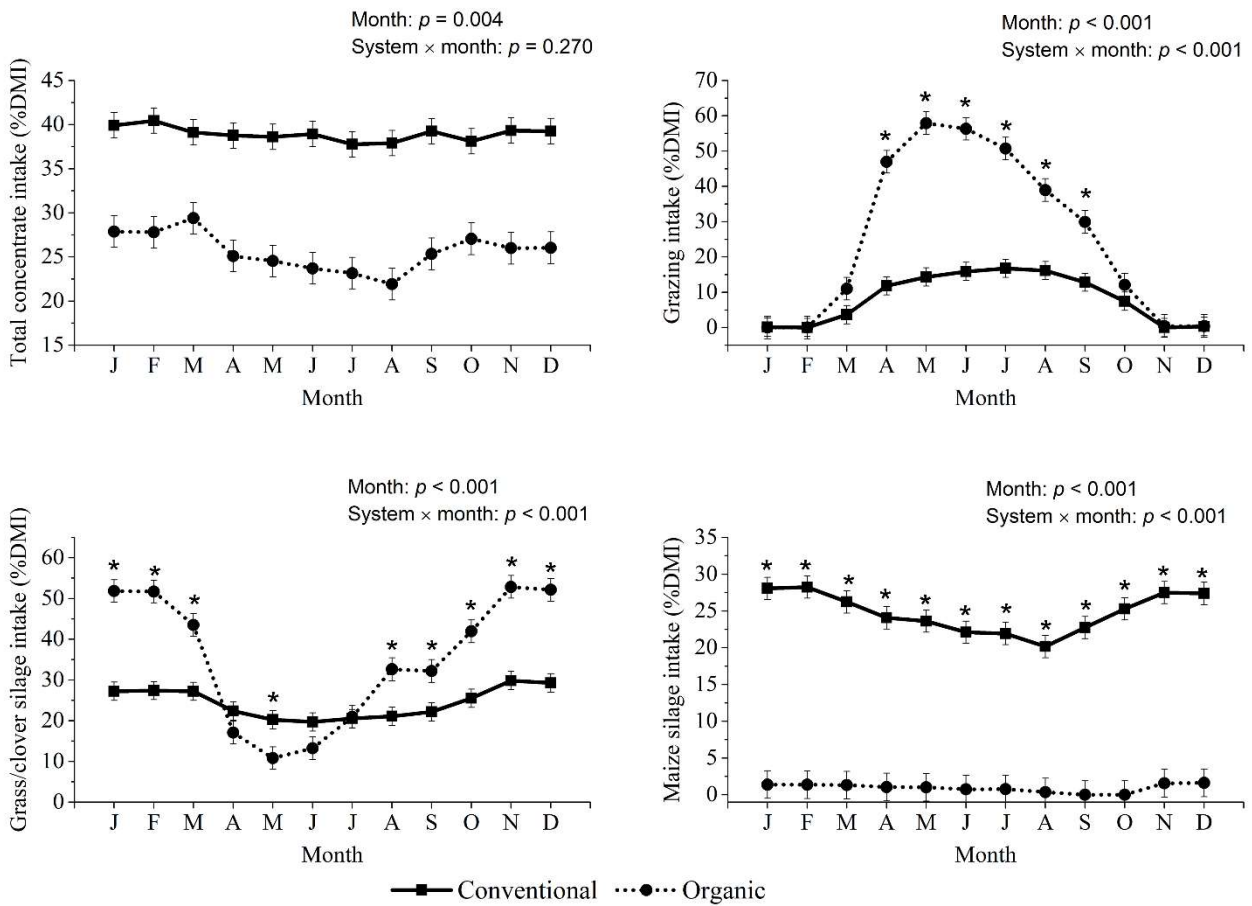 Month: p = 0.004
System × month: p = 0.270
Total concentrate intake (%DMI)
45
40
35
30
25
20
15
J F M A M J J A S O N D
Month
Month: p < 0.001
System × month: p < 0.001
Grazing intake (%DMI)
70
60
50
40
30
20
10
0
* * * * * *
J F M A M J J A S O N D
Month
Month: p < 0.001
System × month: p < 0.001
Grass/clover silage intake (%DMI)
60
50
40
30
20
10
0
* * * * * * * * *
J F M A M J J A S O N D
Month
Month: p < 0.001
System × month: p < 0.001
Maize silage intake (%DMI)
35
30
25
20
15
10
5
0
* * * * * * * * * * * *
J F M A M J J A S O N D
Month
Conventional Organic